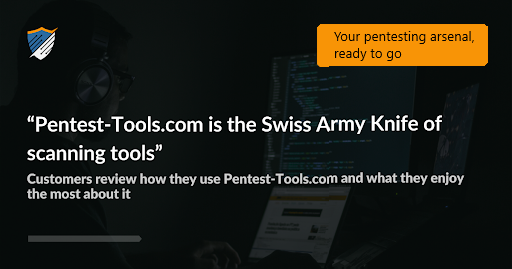 Your pentesting arsenal,
ready to go
“Pentest-Tools.com is the Swiss Army Knife of
scanning tools”
Customers review how they use Pentest-Tools.com and what they enjoy
the most about it